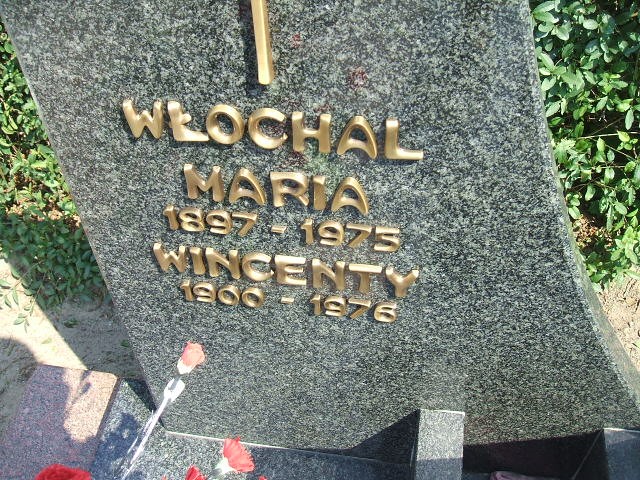 WŁOCHAL
MARIA
1897 - 1975
WINCENTY
1900 - 1976